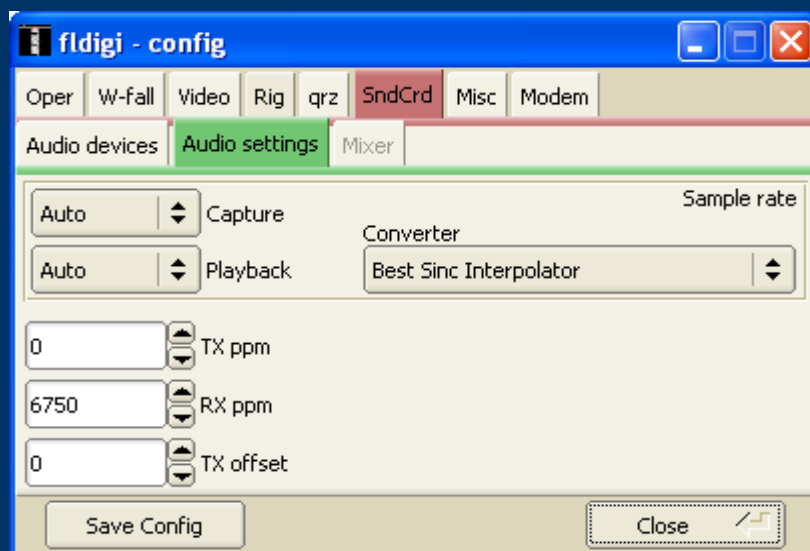 fldigi - config
Oper W-fall Video Rig qrz SndCrd Misc Modem
Audio devices Audio settings Mixer
Sample rate
Auto Capture
Converter
Auto Playback Best Sinc Interpolator
0 TX ppm
6750 RX ppm
0 TX offset
Save Config Close